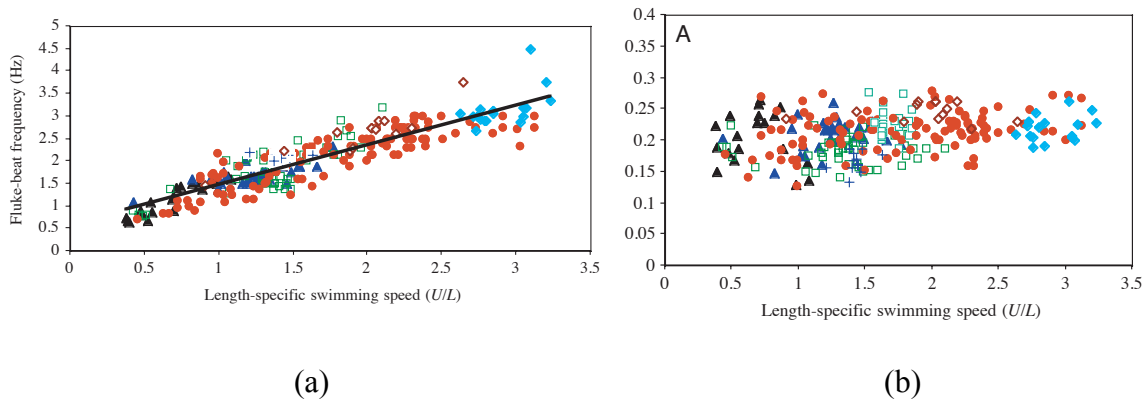 Fluke-beat frequency (Hz)
5
4.5
4
3.5
3
2.5
2
1.5
1
0.5
0
0 0.5 1 1.5 2 2.5 3 3.5
Length-specific swimming speed (U/L)
(a)
A
0.4
0.35
0.3
0.25
0.2
0.15
0.1
0.05
0
0 0.5 1 1.5 2 2.5 3 3.5
Length-specific swimming speed (U/L)
(b)